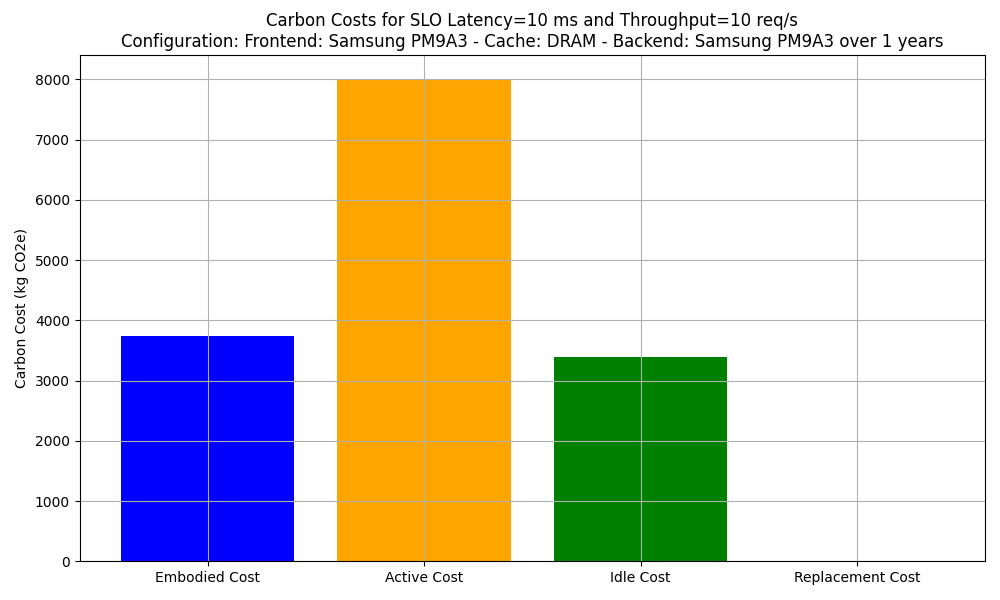 Carbon Costs for SLO Latency=10 ms and Throughput=10 req/s
Configuration: Frontend: Samsung PM9A3 - Cache: DRAM - Backend: Samsung PM9A3 over 1 years
Carbon Cost (kg CO2e)
8000
7000
6000
5000
4000
3000
2000
1000
0
Embodied Cost
Active Cost
Idle Cost
Replacement Cost